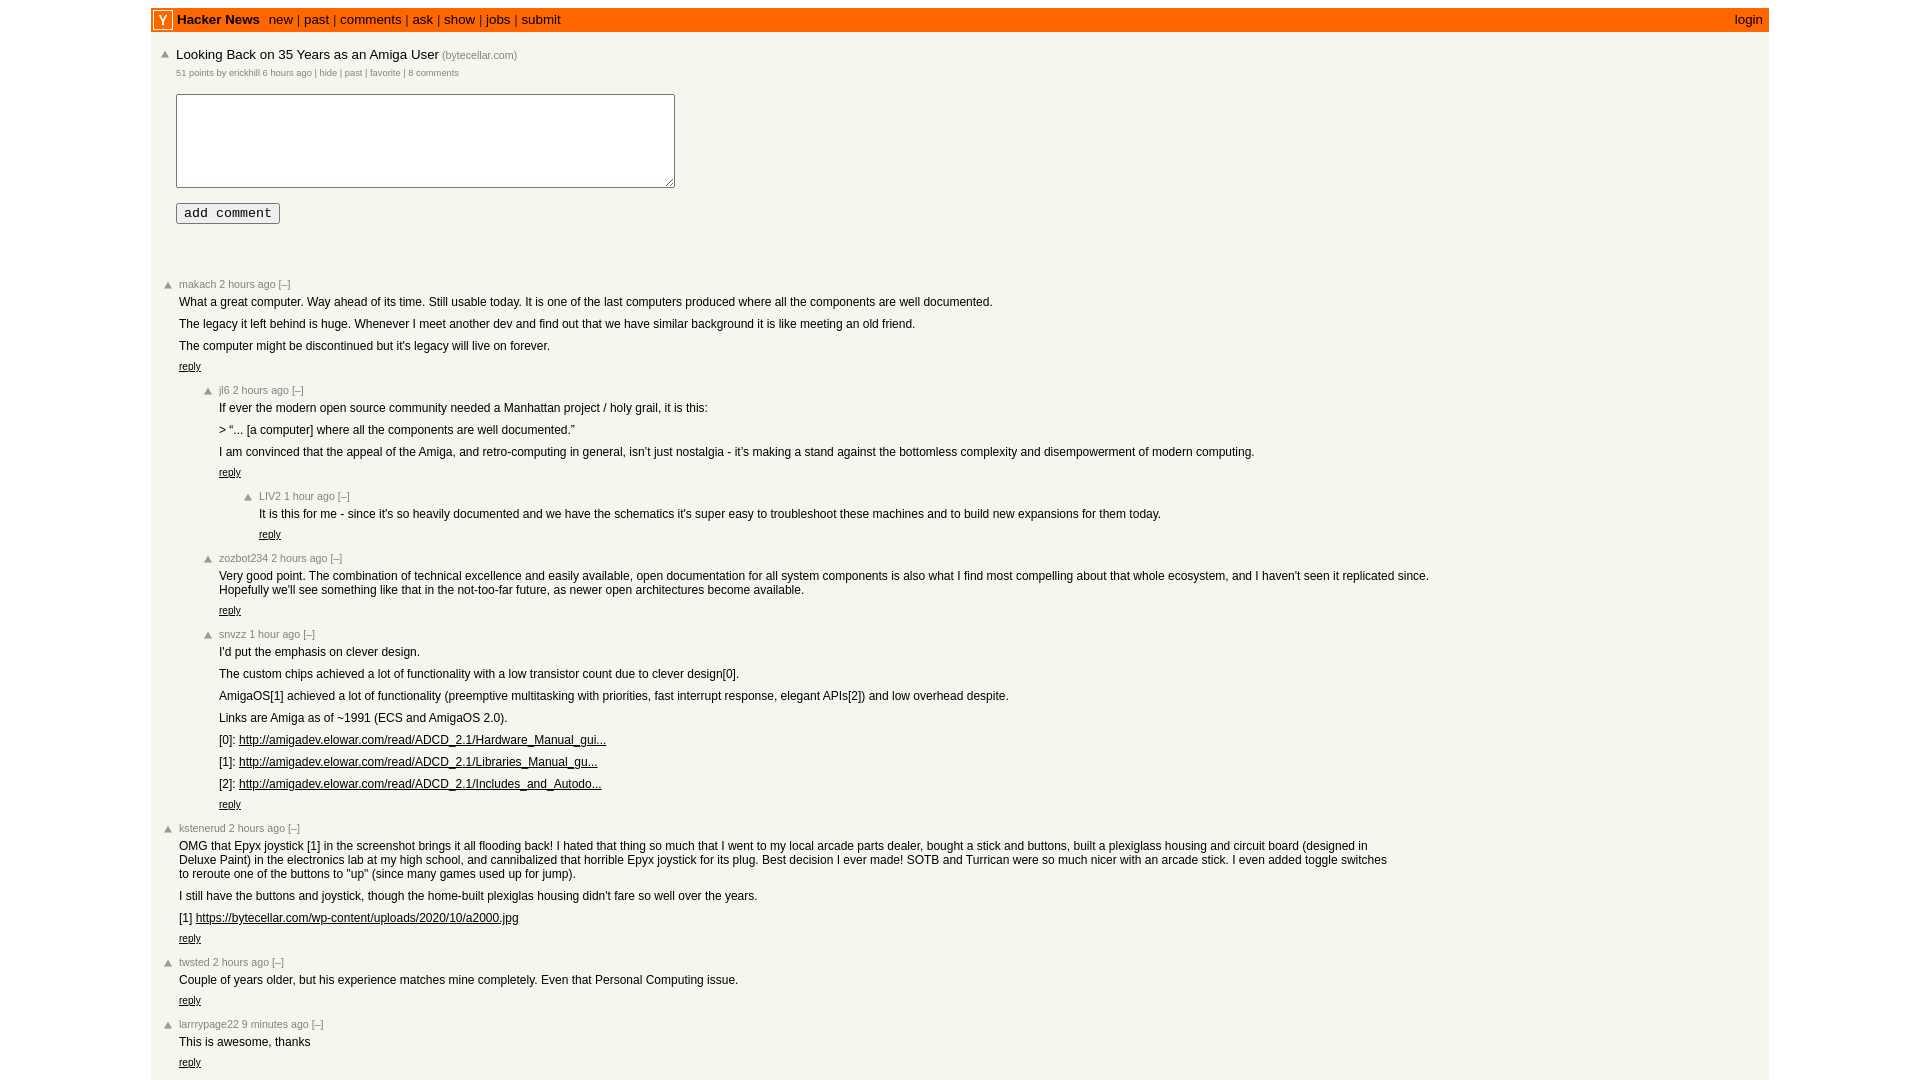 Y Hacker News new | past | comments | ask | show | jobs | submit login
Looking Back on 35 Years as an Amiga User (bytecellar.com)
51 points by erickhill 6 hours ago | hide | past | favorite | 8 comments
add comment
makach 2 hours ago [–]
What a great computer. Way ahead of its time. Still usable today. It is one of the last computers produced where all the components are well documented.
The legacy it left behind is huge. Whenever I meet another dev and find out that we have similar background it is like meeting an old friend.
The computer might be discontinued but it's legacy will live on forever.
reply
jl6 2 hours ago [–]
If ever the modern open source community needed a Manhattan project / holy grail, it is this:
> “... [a computer] where all the components are well documented.”
I am convinced that the appeal of the Amiga, and retro-computing in general, isn’t just nostalgia - it’s making a stand against the bottomless complexity and disempowerment of modern computing.
reply
LIV2 1 hour ago [–]
It is this for me - since it's so heavily documented and we have the schematics it's super easy to troubleshoot these machines and to build new expansions for them today.
reply
zozbot234 2 hours ago [–]
Very good point. The combination of technical excellence and easily available, open documentation for all system components is also what I find most compelling about that whole ecosystem, and I haven't seen it replicated since.
Hopefully we'll see something like that in the not-too-far future, as newer open architectures become available.
reply
snvzz 1 hour ago [–]
I'd put the emphasis on clever design.
The custom chips achieved a lot of functionality with a low transistor count due to clever design[0].
AmigaOS[1] achieved a lot of functionality (preemptive multitasking with priorities, fast interrupt response, elegant APIs[2]) and low overhead despite.
Links are Amiga as of ~1991 (ECS and AmigaOS 2.0).
[0]: http://amigadev.elowar.com/read/ADCD_2.1/Hardware_Manual_gui...
[1]: http://amigadev.elowar.com/read/ADCD_2.1/Libraries_Manual_gu...
[2]: http://amigadev.elowar.com/read/ADCD_2.1/Includes_and_Autodo...
reply
kstenerud 2 hours ago [–]
OMG that Epyx joystick [1] in the screenshot brings it all flooding back! I hated that thing so much that I went to my local arcade parts dealer, bought a stick and buttons, built a plexiglass housing and circuit board (designed in
Deluxe Paint) in the electronics lab at my high school, and cannibalized that horrible Epyx joystick for its plug. Best decision I ever made! SOTB and Turrican were so much nicer with an arcade stick. I even added toggle switches
to reroute one of the buttons to "up" (since many games used up for jump).
I still have the buttons and joystick, though the home-built plexiglas housing didn't fare so well over the years.
[1] https://bytecellar.com/wp-content/uploads/2020/10/a2000.jpg
reply
twsted 2 hours ago [–]
Couple of years older, but his experience matches mine completely. Even that Personal Computing issue.
reply
larrrypage22 9 minutes ago [–]
This is awesome, thanks
reply